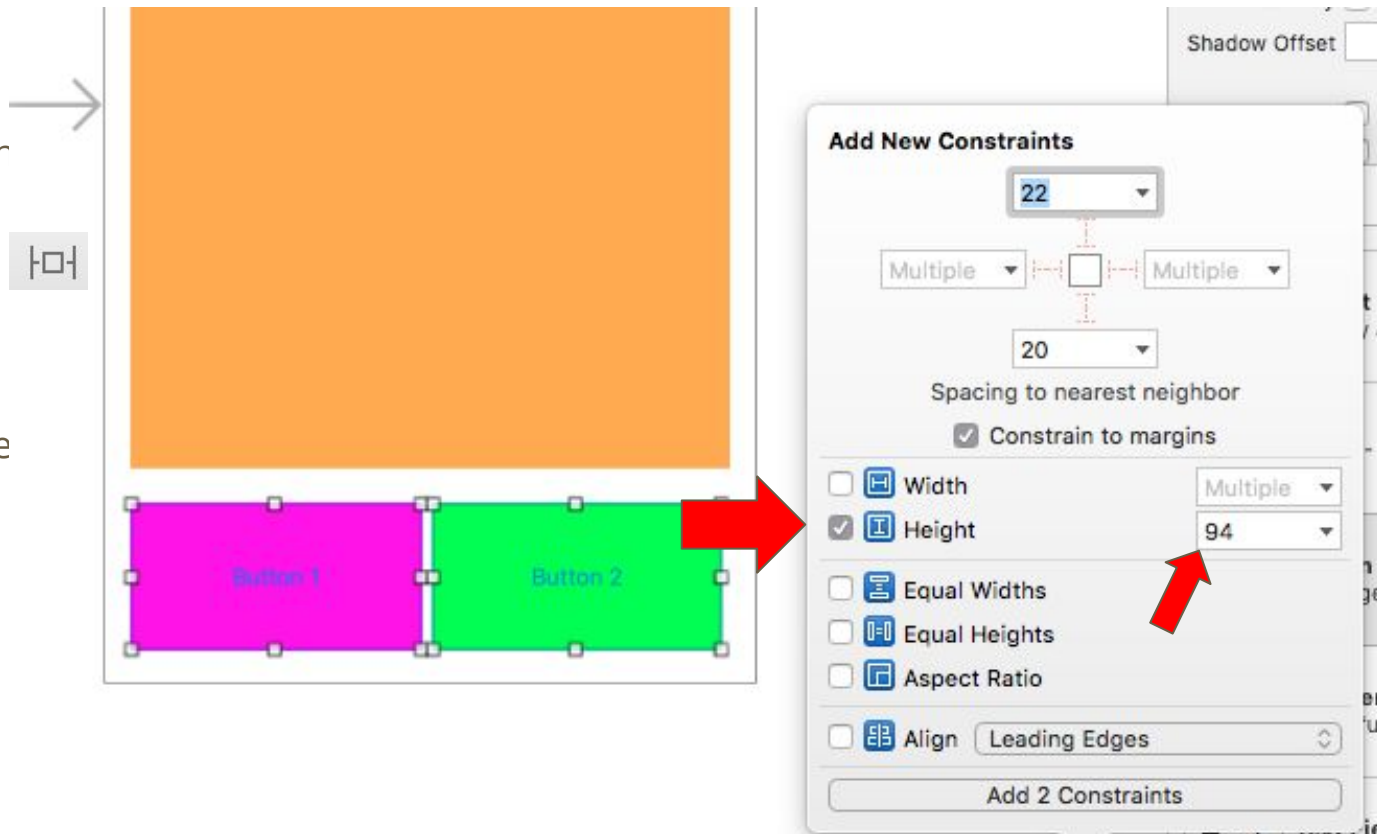 Shadow Offset
Add New Constraints
22
Multiple
Multiple
20
Spacing to nearest neighbor
Constrain to margins
Width
Multiple
Height
94
Button 1
Button 2
Equal Widths
Equal Heights
Aspect Ratio
Align
Leading Edges
Add 2 Constraints